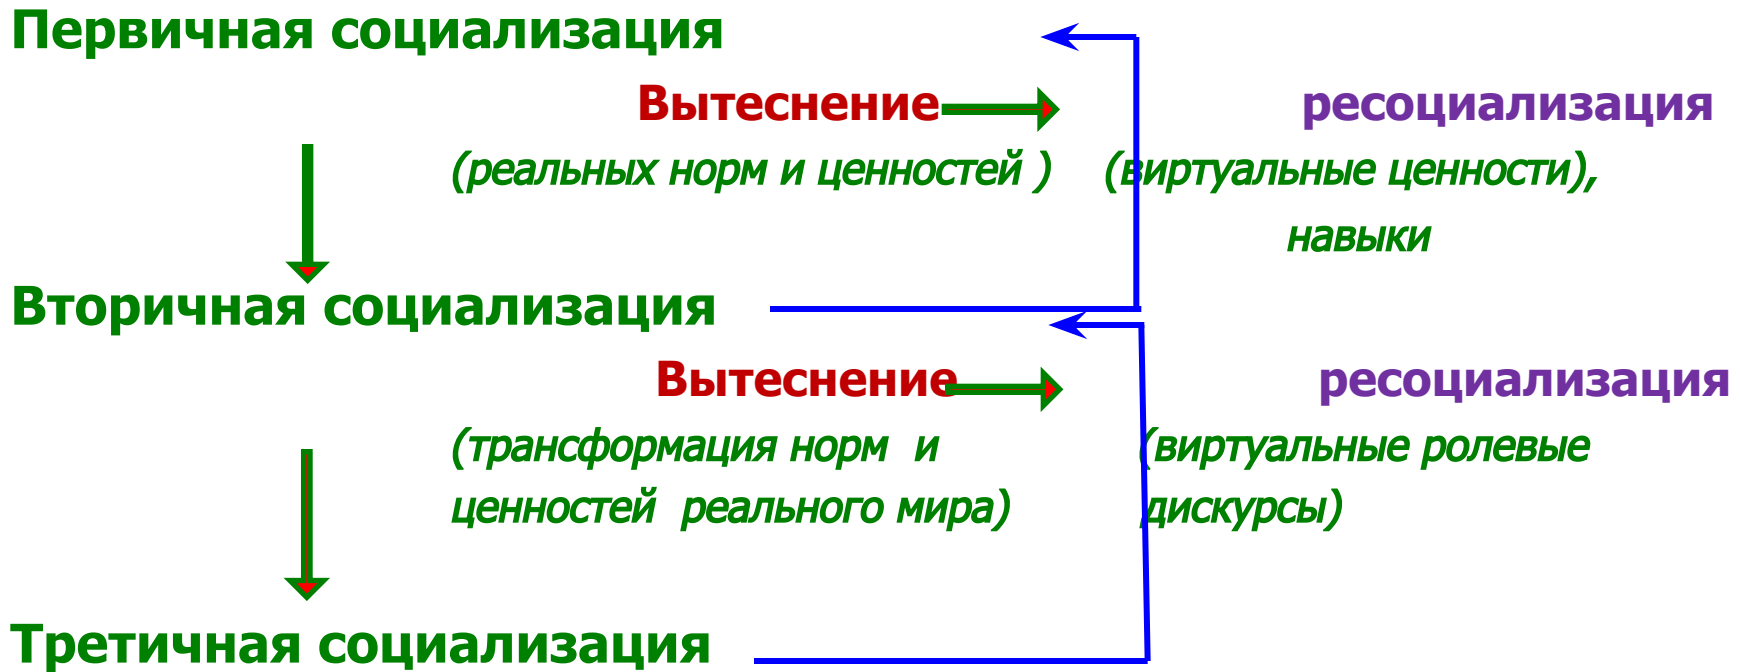 Первичная социализация
Вытеснение ресоциализация
(реальных норм и ценностей ) (виртуальные ценности),
навыки
Вторичная социализация
Вытеснение ресоциализация
(трансформация норм и (виртуальные ролевые
ценностей реального мира) дискурсы)
Третичная социализация